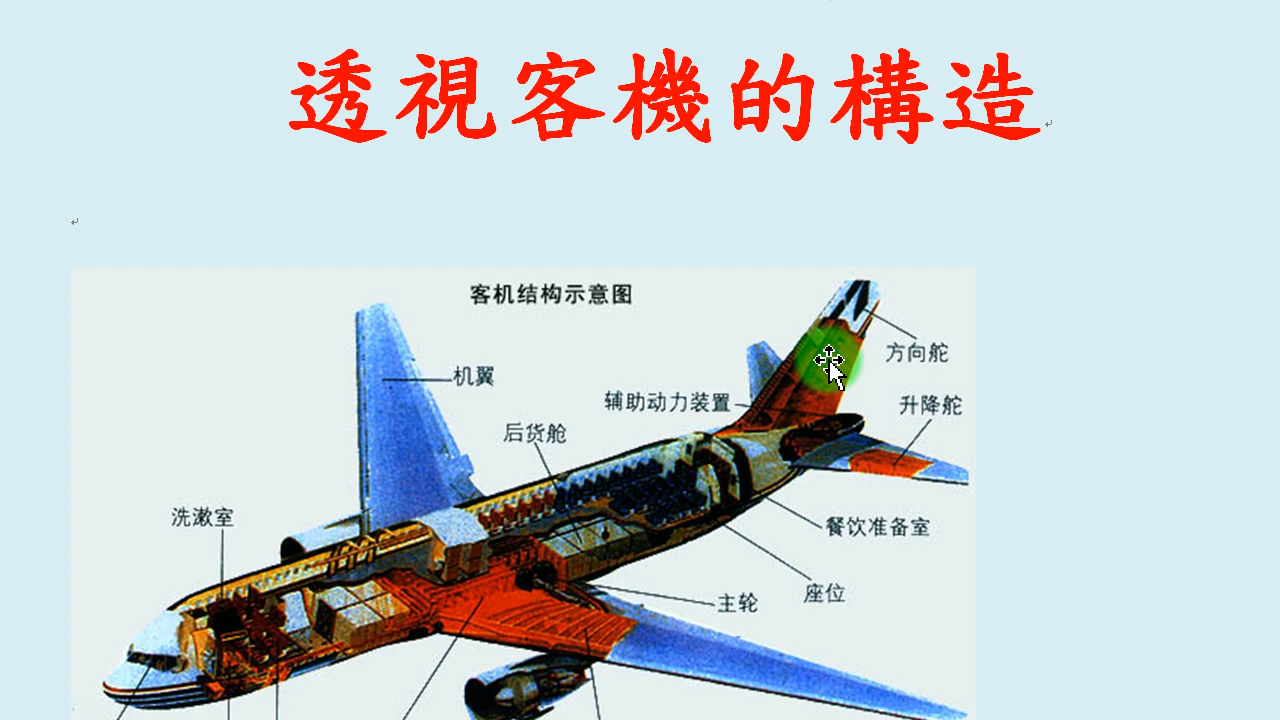 透視客機的構造
客机结构示意图
方向舵
机翼
辅助动力装置
升降舵
后货舱
洗漱室
餐饮准备室
座位
主轮